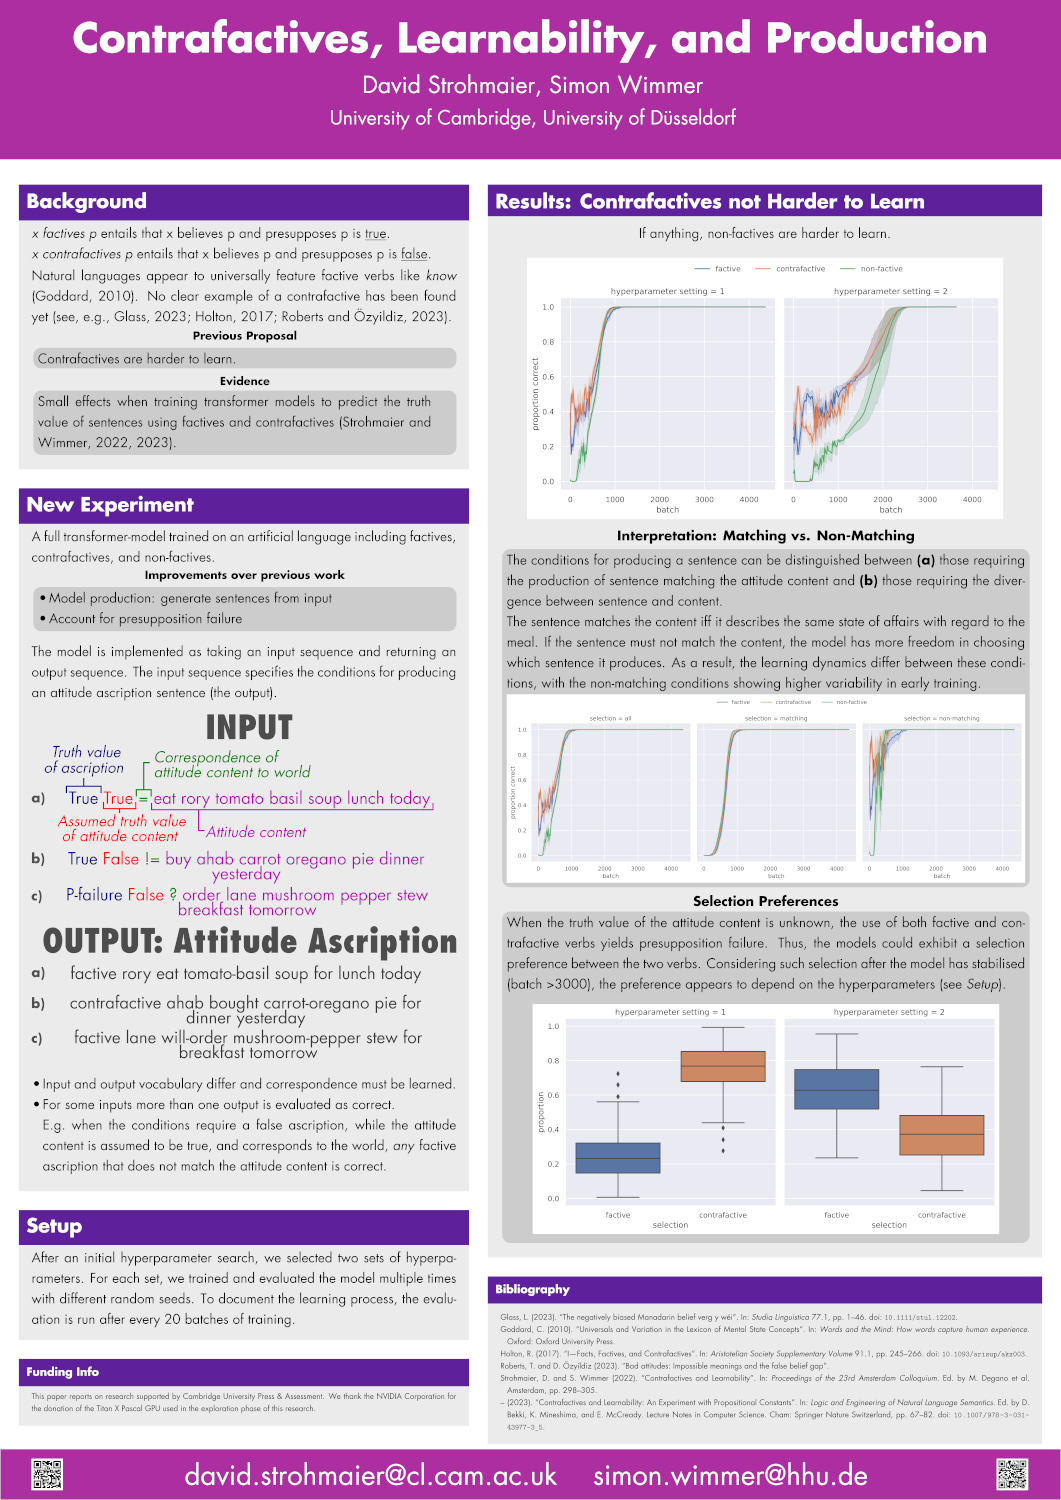 Contrafactives, Learnability, and Production
David Strohmaier, Simon Wimmer
University of Cambridge, University of Düsseldorf
Background
x factives p entails that x believes p and presupposes p is true.
x contrafactives p entails that x believes p and presupposes p is false.
Natural languages appear to universally feature factive verbs like know
(Goddard, 2010). No clear example of a contrafactive has been found
yet (see, e.g., Glass, 2023; Holton, 2017; Roberts and Özyildiz, 2023).
Previous Proposal
Contrafactives are harder to learn.
Evidence
Small effects when training transformer models to predict the truth
value of sentences using factives and contrafactives (Strohmaier and
Wimmer, 2022, 2023).
New Experiment
A full transformer-model trained on an artificial language including factives,
contrafactives, and non-factives.
Improvements over previous work
• Model production: generate sentences from input
• Account for presupposition failure
The model is implemented as taking an input sequence and returning an
output sequence. The input sequence specifies the conditions for producing
an attitude ascription sentence (the output).
INPUT
Truth value
of ascription
Correspondence of
attitude content to world
a) True True = eat rory tomato basil soup lunch today
Assumed truth value
of attitude content
Attitude content
b) True False != buy ahab carrot oregano pie dinner
yesterday
c) P-failure False ? order lane mushroom pepper stew
breakfast tomorrow
OUTPUT: Attitude Ascription
a) factive rory eat tomato-basil soup for lunch today
b) contrafactive ahab bought carrot-oregano pie for
dinner yesterday
c) factive lane will-order mushroom-pepper stew for
breakfast tomorrow
• Input and output vocabulary differ and correspondence must be learned.
• For some inputs more than one output is evaluated as correct.
E.g. when the conditions require a false ascription, while the attitude
content is assumed to be true, and corresponds to the world, any factive
ascription that does not match the attitude content is correct.
Setup
After an initial hyperparameter search, we selected two sets of hyperpa-
rameters. For each set, we trained and evaluated the model multiple times
with different random seeds. To document the learning process, the evalu-
ation is run after every 20 batches of training.
Funding Info
This paper reports on research supported by Cambridge University Press & Assessment. We thank the NVIDIA Corporation for
the donation of the Titan X Pascal GPU used in the exploration phase of this research.
Results: Contrafactives not Harder to Learn
If anything, non-factives are harder to learn.
factive contrafactive non-factive
hyperparameter setting = 1 hyperparameter setting = 2
proportion correct
1.0
0.8
0.6
0.4
0.2
0.0
0 1000 2000 3000 4000 0 1000 2000 3000 4000
batch batch
Interpretation: Matching vs. Non-Matching
The conditions for producing a sentence can be distinguished between (a) those requiring
the production of sentence matching the attitude content and (b) those requiring the diver-
gence between sentence and content.
The sentence matches the content iff it describes the same state of affairs with regard to the
meal. If the sentence must not match the content, the model has more freedom in choosing
which sentence it produces. As a result, the learning dynamics differ between these condi-
tions, with the non-matching conditions showing higher variability in early training.
factive contrafactive non-factive
selection = all selection = matching selection = non-matching
proportion correct
1.0
0.8
0.6
0.4
0.2
0.0
0 1000 2000 3000 4000 0 1000 2000 3000 4000 0 1000 2000 3000 4000
batch batch batch
Selection Preferences
When the truth value of the attitude content is unknown, the use of both factive and con-
trafactive verbs yields presupposition failure. Thus, the models could exhibit a selection
preference between the two verbs. Considering such selection after the model has stabilised
(batch >3000), the preference appears to depend on the hyperparameters (see Setup).
hyperparameter setting = 1 hyperparameter setting = 2
proportion
1.0
0.8
0.6
0.4
0.2
0.0
factive contrafactive factive contrafactive
selection selection
Bibliography
Glass, L. (2023). "The negatively biased Manadarin belief verg y wéi". In: Studia Linguistica 77.1, pp. 1–46. doi: 10.1111/stul.12202.
Goddard, C. (2010). "Universals and Variation in the Lexicon of Mental State Concepts". In: Words and the Mind: How words capture human experience.
Oxford: Oxford University Press.
Holton, R. (2017). "I—Facts, Factives, and Contrafactives". In: Aristotelian Society Supplementary Volume 91.1, pp. 245–266. doi: 10.1093/arisup/akx003.
Roberts, T. and D. Özyildiz (2023). "Bad attitudes: Impossible meanings and the false belief gap".
Strohmaier, D. and S. Wimmer (2022). "Contrafactives and Learnability". In: Proceedings of the 23rd Amsterdam Colloquium. Ed. by M. Degano et al.
Amsterdam, pp. 298–305.
– (2023). "Contrafactives and Learnability: An Experiment with Propositional Constants". In: Logic and Engineering of Natural Language Semantics. Ed. by D.
Bekki, K. Mineshima, and E. McCready. Lecture Notes in Computer Science. Cham: Springer Nature Switzerland, pp. 67–82. doi: 10.1007/978-3-031-
43977-3_5.
david.strohmaier@cl.cam.ac.uk simon.wimmer@hhu.de